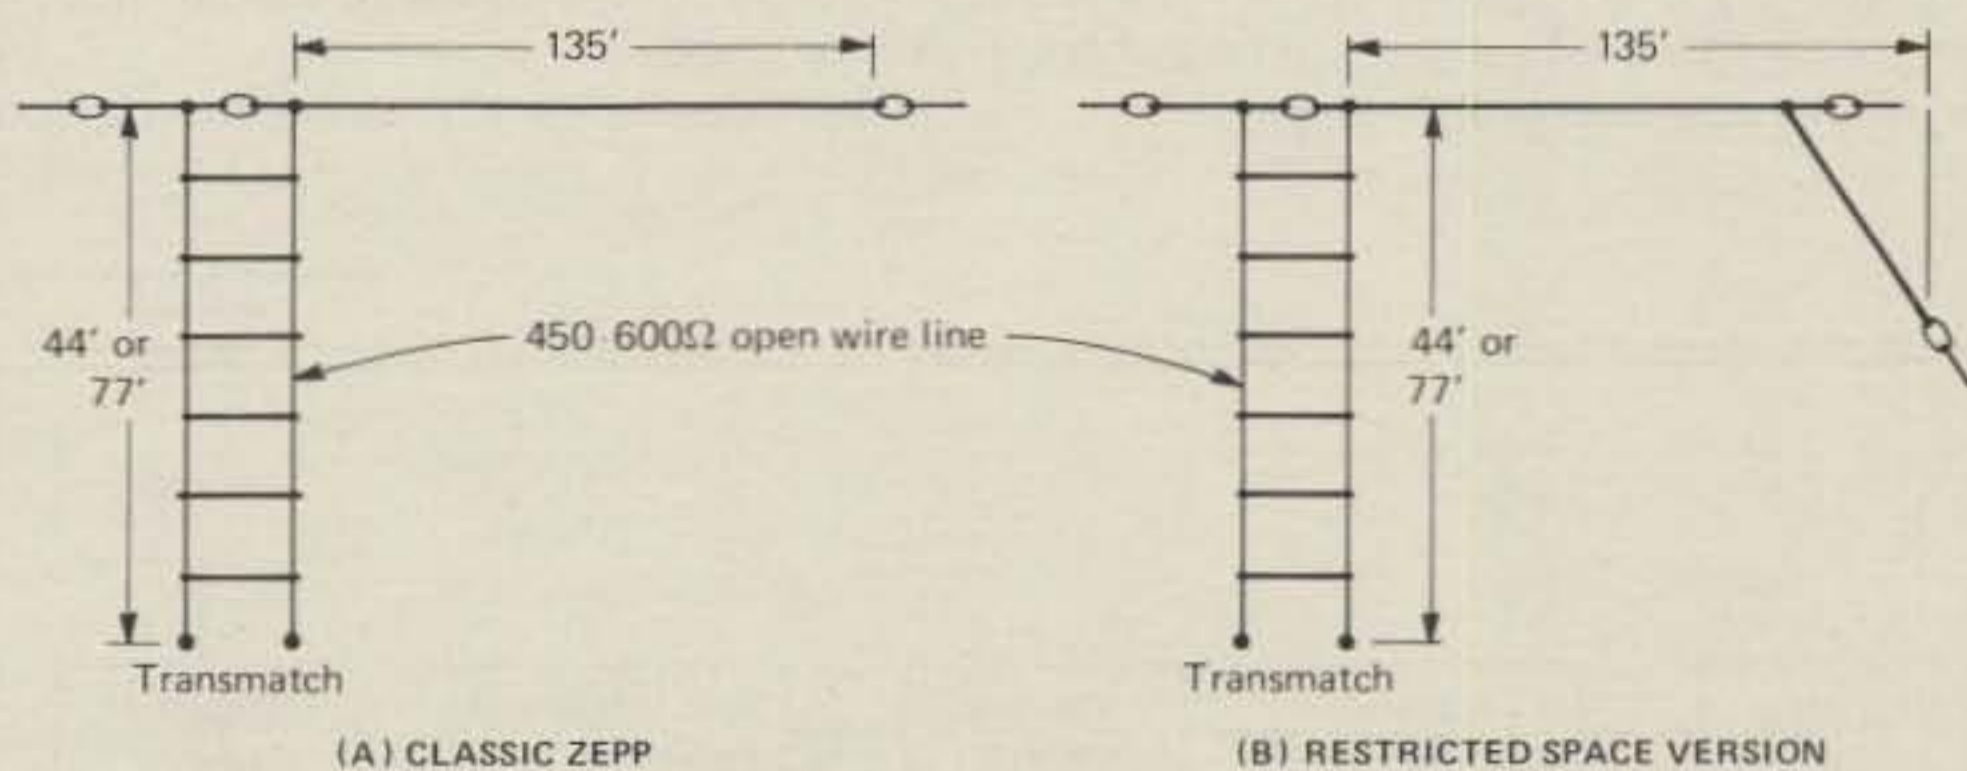 135'
135'
44' or
77'
450 600Ω open wire line
44' or
77'
Transmatch
Transmatch
(A) CLASSIC ZEPP
(B) RESTRICTED SPACE VERSION